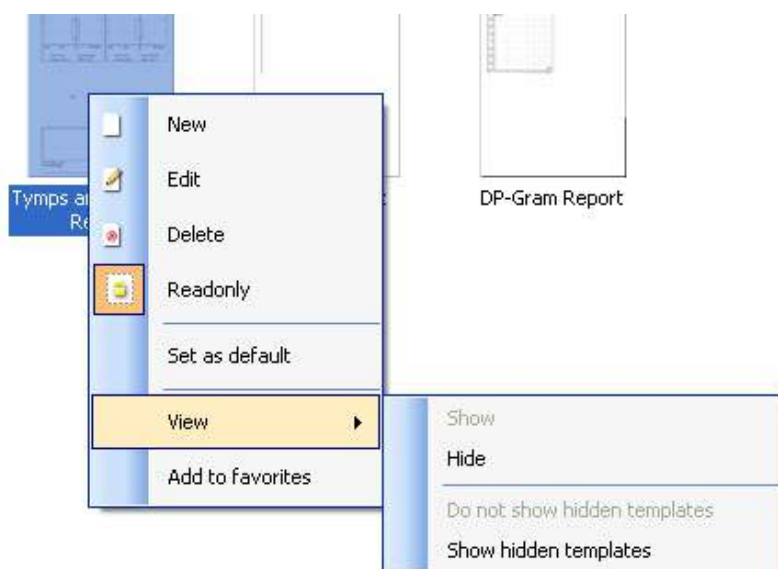 Tymps a
Re
DP-Gram Report
New
Edit
Delete
Readonly
Set as default
View
Add to favorites
Show
Hide
Do not show hidden templates
Show hidden templates